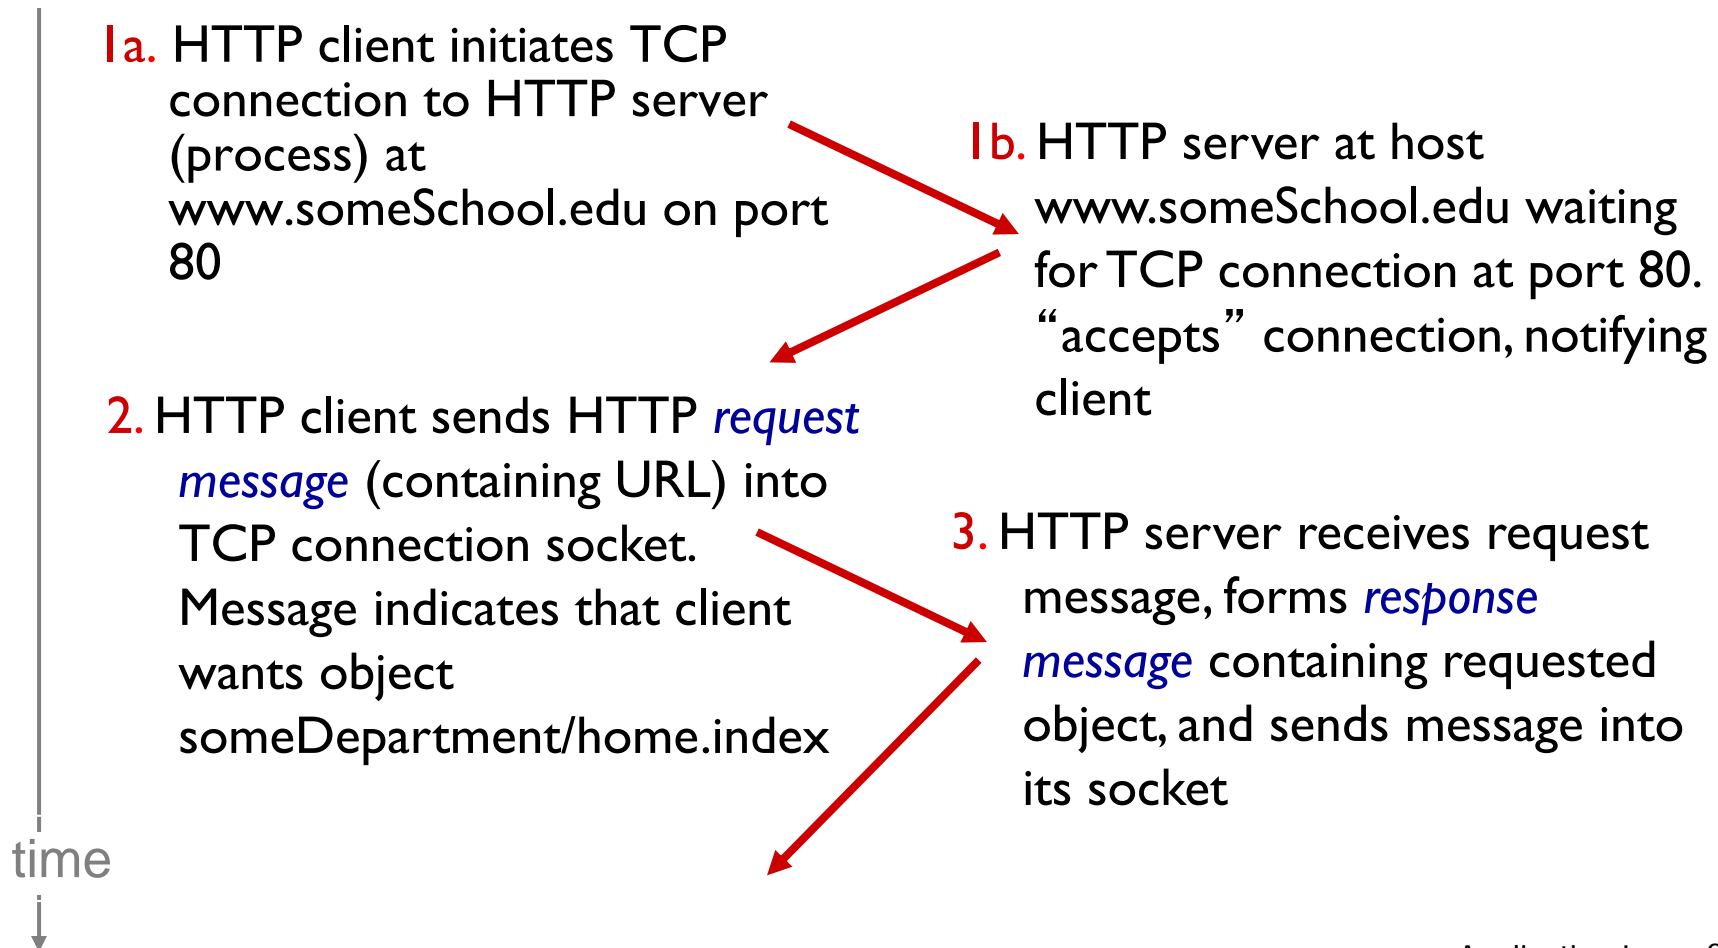 1a. HTTP client initiates TCP
connection to HTTP server
(process) at
www.someSchool.edu on port
80
1b. HTTP server at host
www.someSchool.edu waiting
for TCP connection at port 80.
“accepts” connection, notifying
client
2. HTTP client sends HTTP request
message (containing URL) into
TCP connection socket.
Message indicates that client
wants object
someDepartment/home.index
3. HTTP server receives request
message, forms response
message containing requested
object, and sends message into
its socket
time